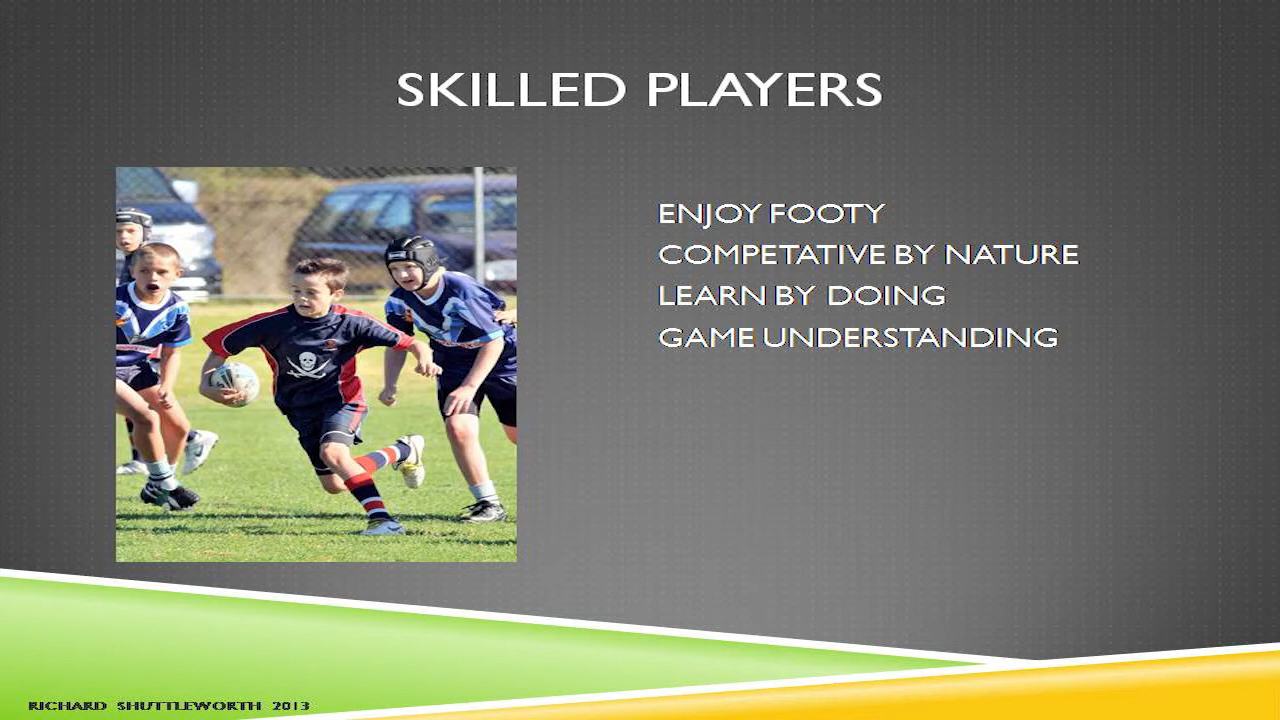 SKILLED PLAYERS
ENJOY FOOTY
COMPETATIVE BY NATURE
LEARN BY DOING
GAME UNDERSTANDING
RICHARD SHUTTLEWORTH 2013